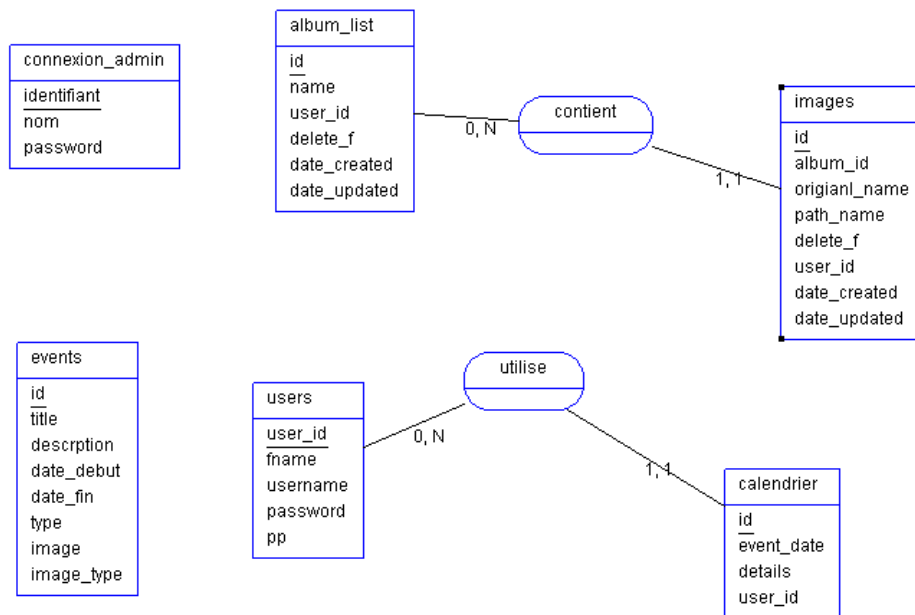 connexion_admin
identifiant
nom
password
album_list
id
name
user_id
delete_f
date_created
date_updated
0, N
contient
1, 1
images
id
album_id
origianl_name
path_name
delete_f
user_id
date_created
date_updated
events
id
title
descrption
date_debut
date_fin
type
image
image_type
users
user_id
fname
username
password
pp
0, N
utilise
1, 1
calendrier
id
event_date
details
user_id